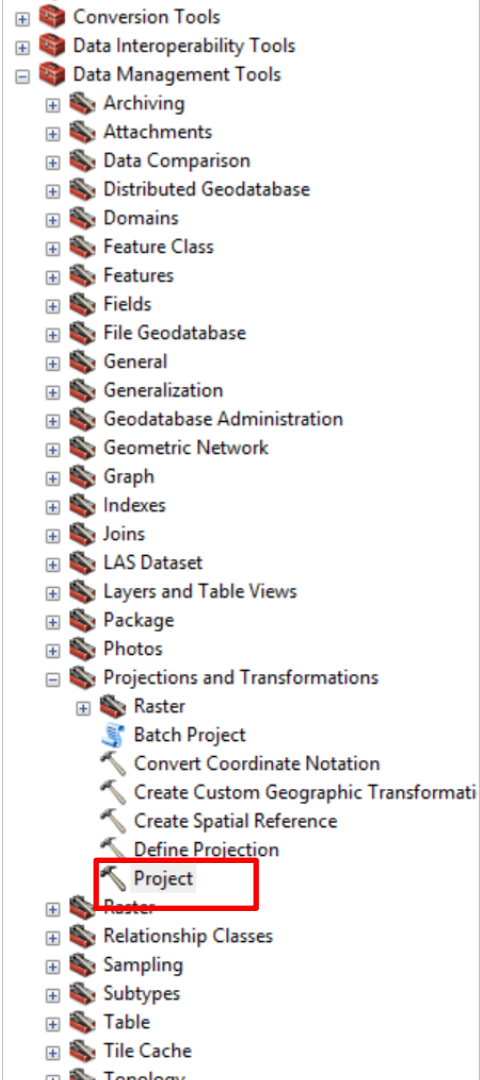 Conversion Tools
Data Interoperability Tools
Data Management Tools
Archiving
Attachments
Data Comparison
Distributed Geodatabase
Domains
Feature Class
Features
Fields
File Geodatabase
General
Generalization
Geodatabase Administration
Geometric Network
Graph
Indexes
Joins
LAS Dataset
Layers and Table Views
Package
Photos
Projections and Transformations
Raster
Batch Project
Convert Coordinate Notation
Create Custom Geographic Transformati
Create Spatial Reference
Define Projection
Project
Raster
Relationship Classes
Sampling
Subtypes
Table
Tile Cache
Topology